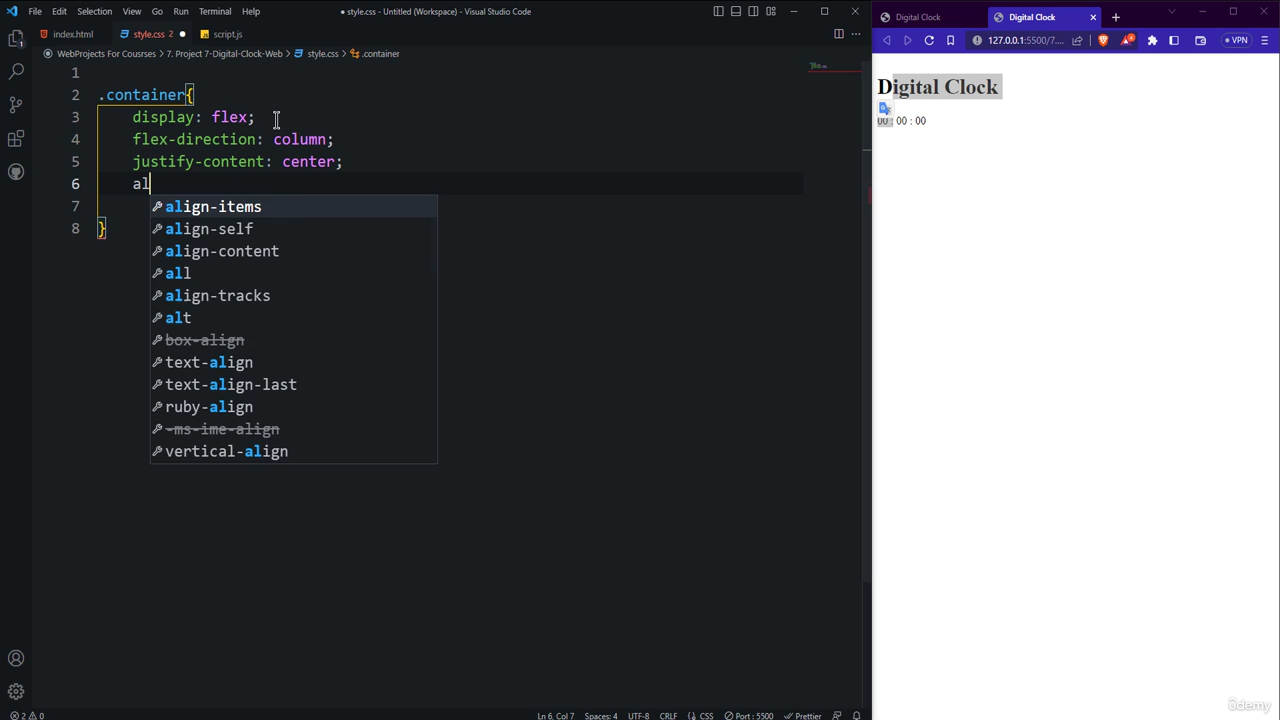 File Edit Selection View Go Run Terminal Help
● style.css - Untitled (Workspace) - Visual Studio Code
index.html
style.css 2 ●
script.js
WebProjects For Coursres > 7. Project 7-Digital-Clock-Web > style.css > .container
1
2 .container{
3 display: flex;
4 flex-direction: column;
5 justify-content: center;
6 al
7
8 }
align-items
align-self
align-content
all
align-tracks
alt
box-align
text-align
text-align-last
ruby-align
-ms-ime-align
vertical-align
2 0
Ln 6, Col 7 Spaces: 4 UTF-8 CRLF {} CSS Port : 5500 Prettier
Digital Clock
Digital Clock
127.0.0.1:5500/7....
VPN
Digital Clock
00 : 00 : 00
ûdemy